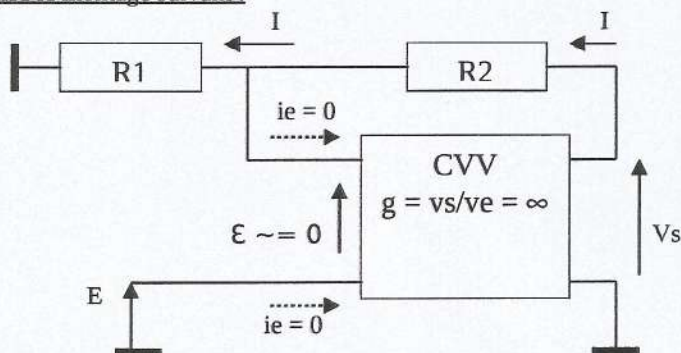 I
I
R1
R2
ie = 0
CVV
g = vs/ve = ∞
ε ~= 0
Vs
E
ie = 0